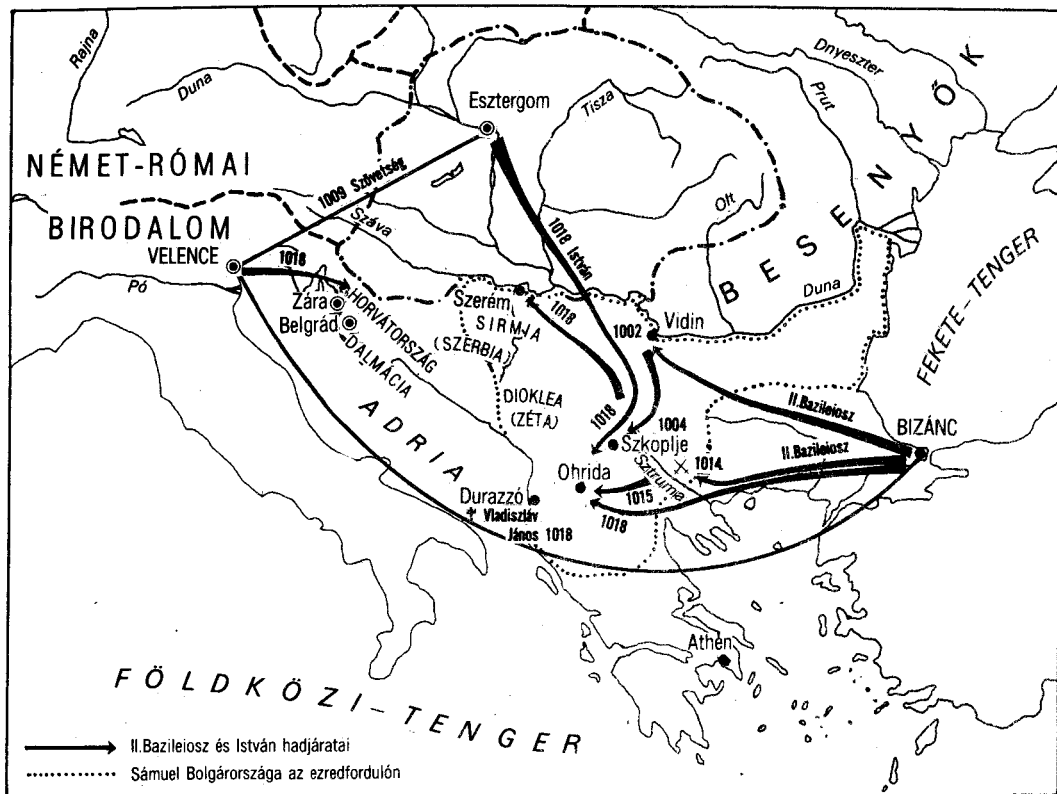 Rajna
Duna
Esztergom
Tisza
Dnyeszter
Prut
BESENYŐK
NÉMET-RÓMAI
BIRODALOM
1009 Szövetség
Száva
1018 István
Olt
Duna
VELENCE
1018
Pó
Zára
Belgrád
HORVÁTORSZÁG
DALMÁCIA
Szerém
SIRMIA
(SZERBIA)
1018
1002
Vidin
FEKETE-TENGER
DIOKLEA
(ZÉTA)
ADRIA
1018
1004
II.Bazileiosz
BIZÁNC
Szkoplje
II.Bazileiosz
1014
Sztruma
Ohrida
1015
1018
Durazzó
† Vladiszláv
János 1018
Athén
FÖLDKÖZI-TENGER
II.Bazileiosz és István hadjáratai
Sámuel Bolgárországa az ezredfordulón